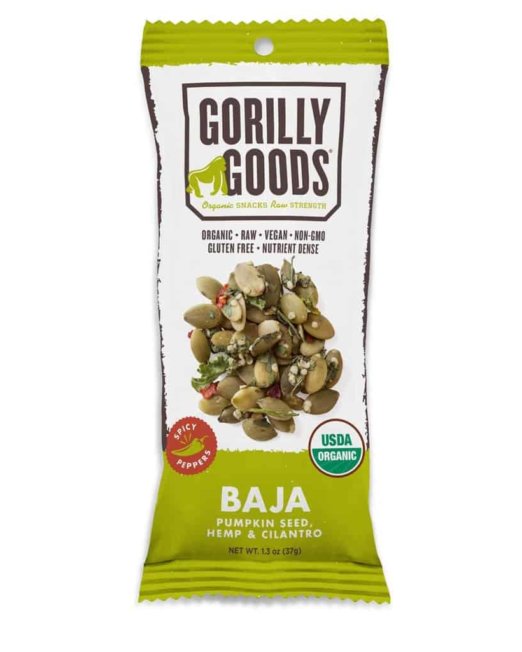 GORILLY
GOODS®
Organic SNACKS Raw STRENGTH
ORGANIC • RAW • VEGAN • NON-GMO
GLUTEN FREE • NUTRIENT DENSE
SPICY
PEPPERS
USDA
ORGANIC
BAJA
PUMPKIN SEED,
HEMP & CILANTRO
NET WT. 1.3 oz (37g)